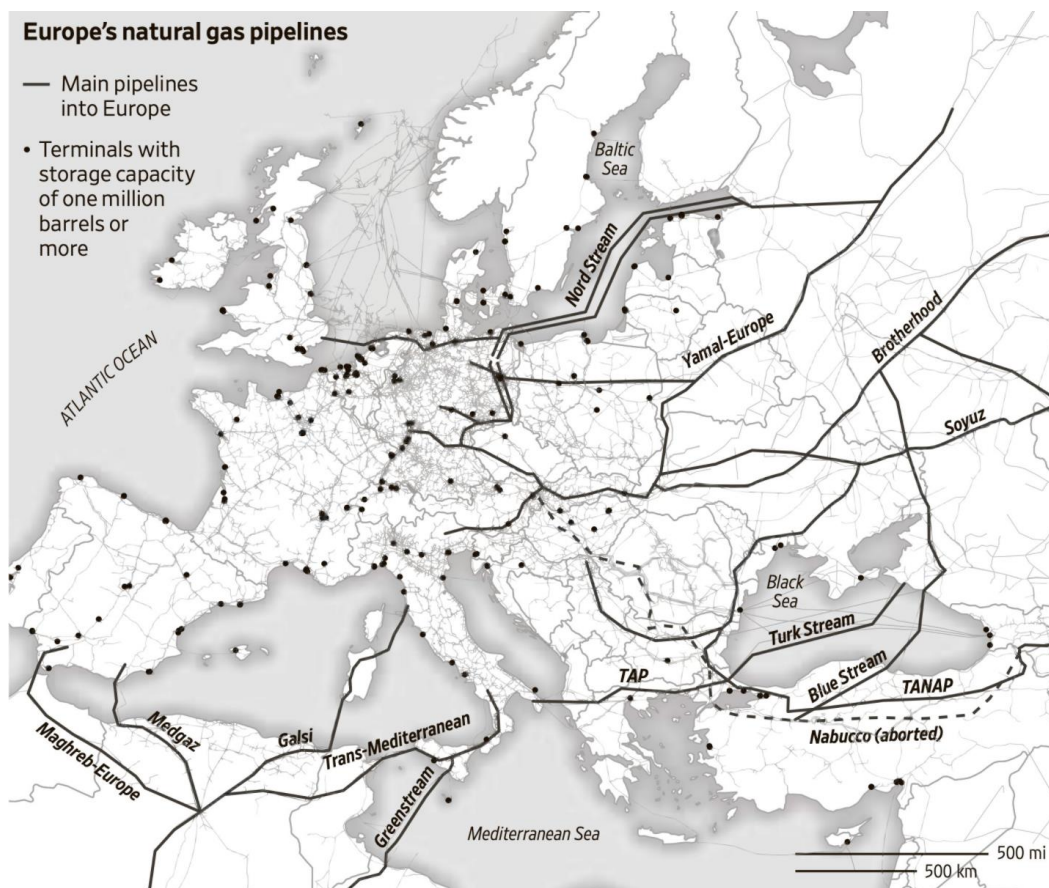 Europe's natural gas pipelines
Main pipelines
into Europe
Terminals with
storage capacity
of one million
barrels or
more
Baltic
Sea
Nord Stream
Yamal-Europe
Brotherhood
Soyuz
ATLANTIC OCEAN
Black
Sea
Turk Stream
Blue Stream
TAP
TANAP
Nabucco (aborted)
Galsi
Trans-Mediterranean
Medgaz
Maghreb-Europe
Greenstream
Mediterranean Sea
500 mi
500 km